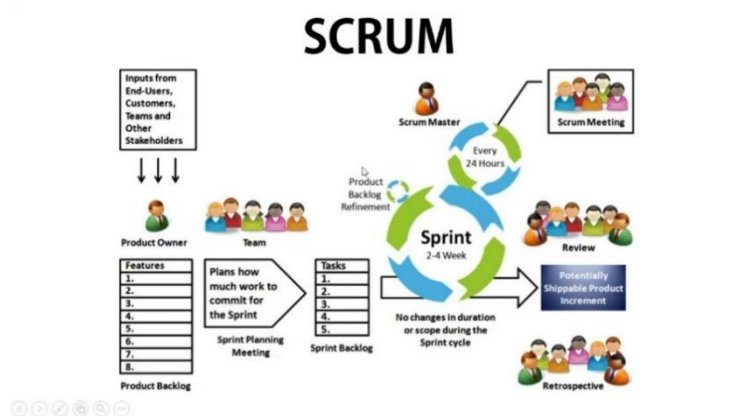 SCRUM
Inputs from
End-Users,
Customers,
Teams and
Other
Stakeholders
Scrum Master
Scrum Meeting
Every
24 Hours
Product
Backlog
Refinement
Product Owner
Team
Sprint
2-4 Week
Review
Features
1.
2.
3.
4.
5.
6.
7.
8.
Product Backlog
Plans how
much work to
commit for
the Sprint
Sprint Planning
Meeting
Tasks
1.
2.
3.
4.
5.
Sprint Backlog
No changes in duration
or scope during the
Sprint cycle
Potentially
Shippable Product
Increment
Retrospective